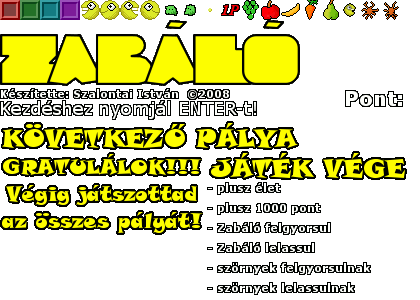 LP
ZABÁLÓ
Készítette: Szalontai István ©2008
Kezdéshez nyomjál ENTER-t!
Pont:
KÖVETKEZŐ PÁLYA
GRATULÁLOK!!!
JÁTÉK VÉGE
Végig játszottad
az összes pályát!
- plusz élet
- plusz 1000 pont
- Zabáló felgyorsul
- Zabáló lelassul
- szörnyek felgyorsulnak
- szörnyek lelassulnak